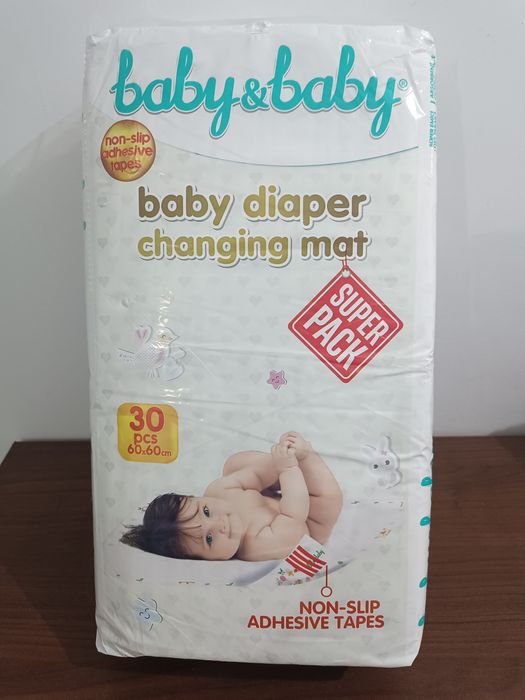 baby&baby®
non-slip
adhesive
tapes
baby diaper
changing mat
SUPER
PACK
30
pcs
60x60cm
NON-SLIP
ADHESIVE TAPES